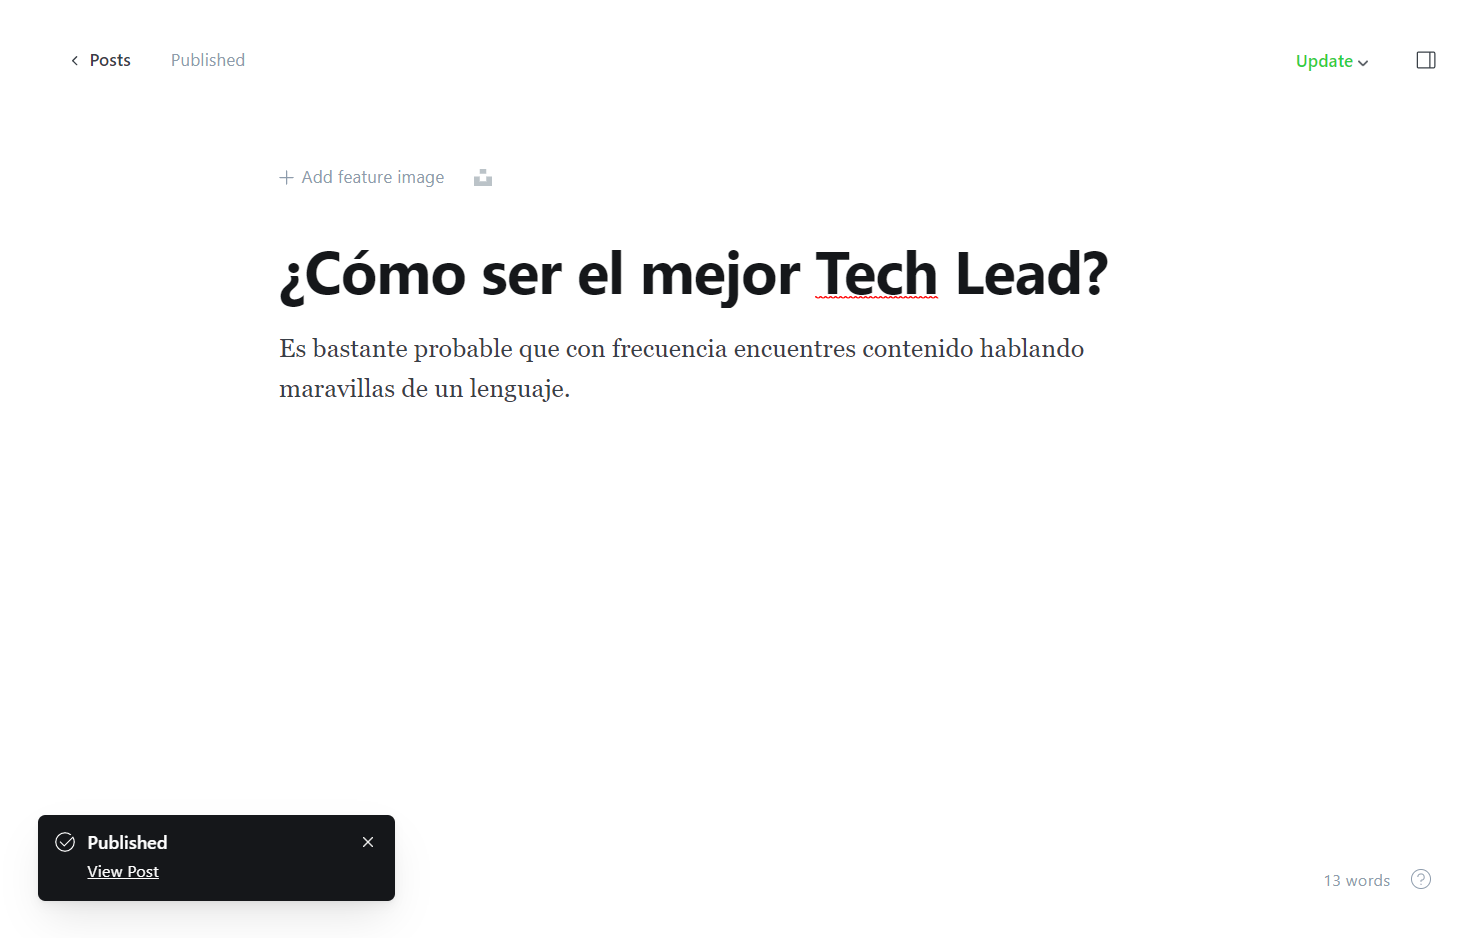 Posts
Published
Update
Add feature image
¿Cómo ser el mejor Tech Lead?
Es bastante probable que con frecuencia encuentres contenido hablando
maravillas de un lenguaje.
Published
View Post
13 words
?